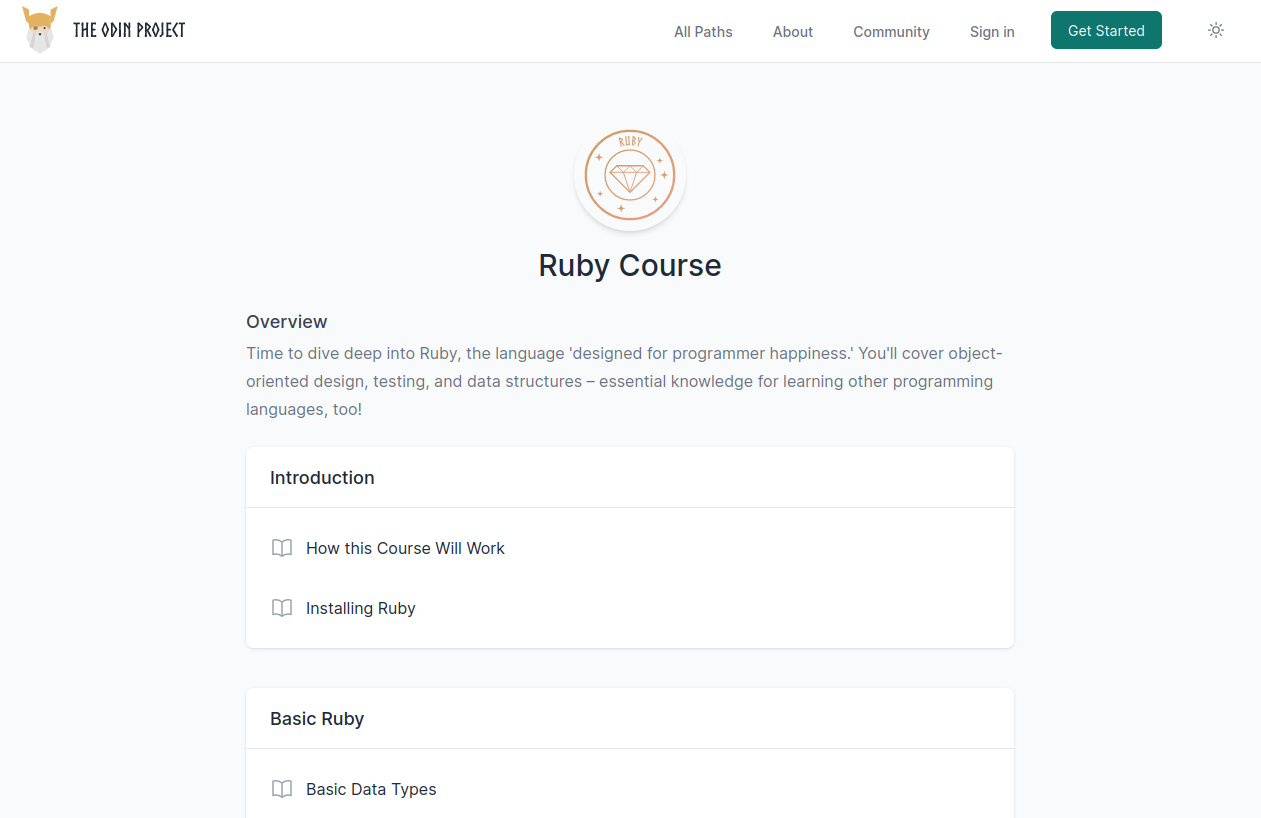 THE ODIN PROJECT
All Paths
About
Community
Sign in
Get Started
RUBY
Ruby Course
Overview
Time to dive deep into Ruby, the language 'designed for programmer happiness.' You'll cover object-
oriented design, testing, and data structures – essential knowledge for learning other programming
languages, too!
Introduction
How this Course Will Work
Installing Ruby
Basic Ruby
Basic Data Types